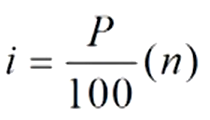 i = P/100 (n)